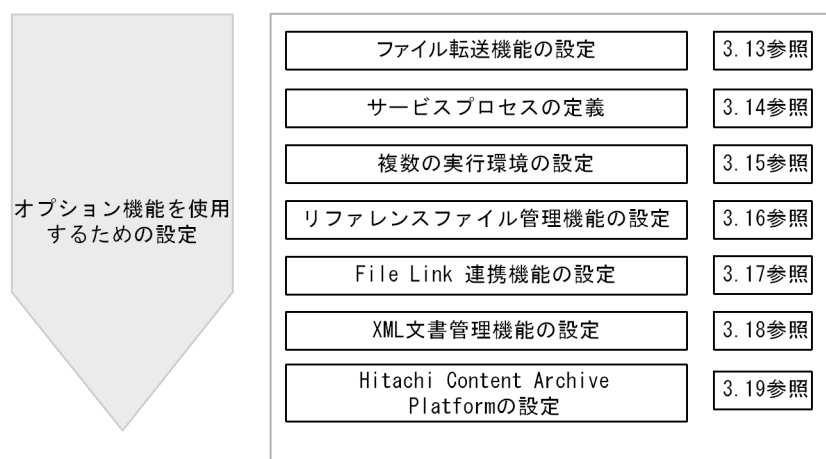 オプション機能を使用
するための設定
ファイル転送機能の設定
3.13参照
サービスプロセスの定義
3.14参照
複数の実行環境の設定
3.15参照
リファレンスファイル管理機能の設定
3.16参照
File Link 連携機能の設定
3.17参照
XML文書管理機能の設定
3.18参照
Hitachi Content Archive
Platformの設定
3.19参照